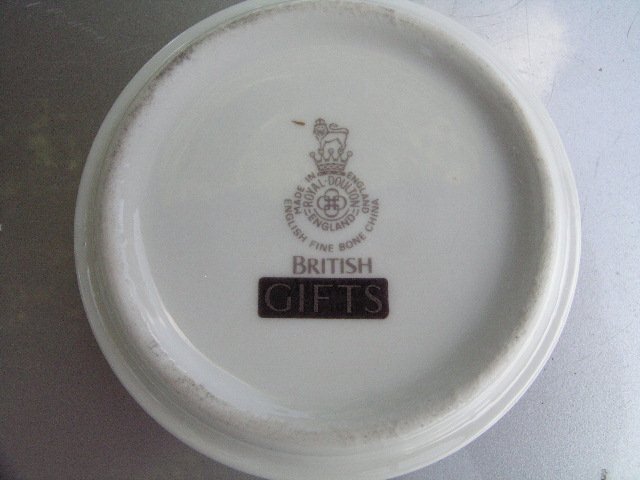 MADE IN ENGLAND
ROYAL·DOULTON
ENGLAND
ENGLISH FINE BONE CHINA
BRITISH
GIFTS